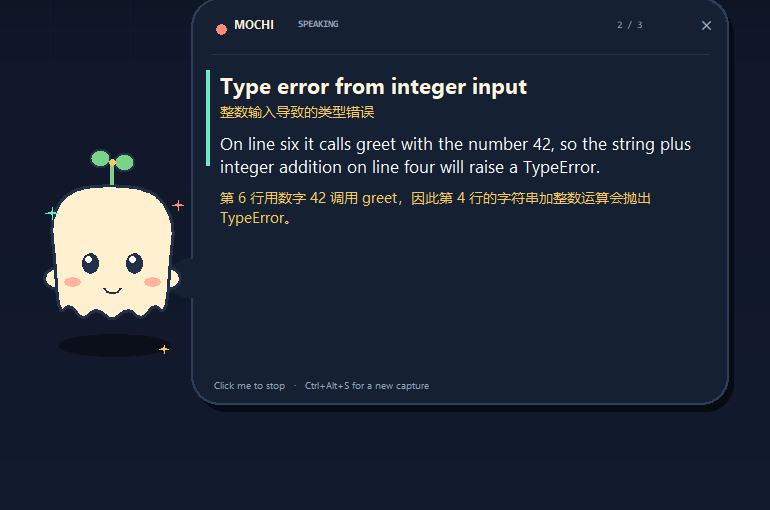 MOCHI SPEAKING 2 / 3 ×
Type error from integer input
整数输入导致的类型错误
On line six it calls greet with the number 42, so the string plus
integer addition on line four will raise a TypeError.
第 6 行用数字 42 调用 greet，因此第 4 行的字符串加整数运算会抛出
TypeError。
Click me to stop · Ctrl+Alt+S for a new capture